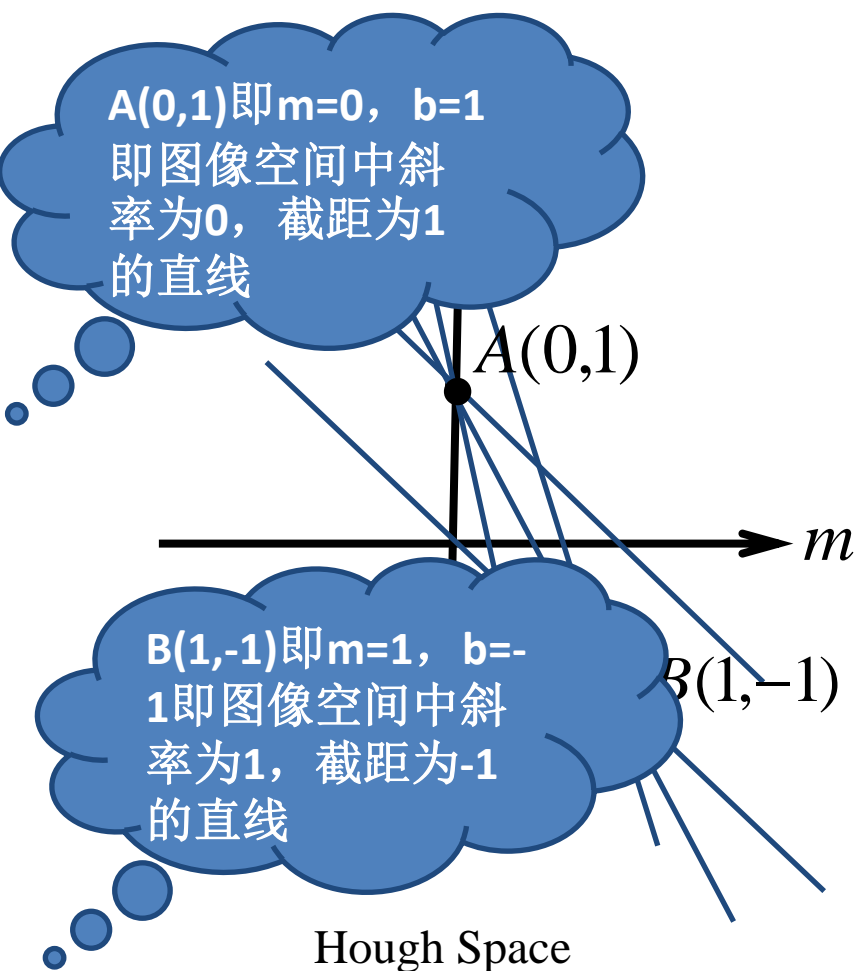 A(0,1)即m=0，b=1
即图像空间中斜
率为0，截距为1
的直线
A(0,1)
m
B(1,-1)即m=1，b=-
1即图像空间中斜
率为1，截距为-1
的直线
B(1,−1)
Hough Space